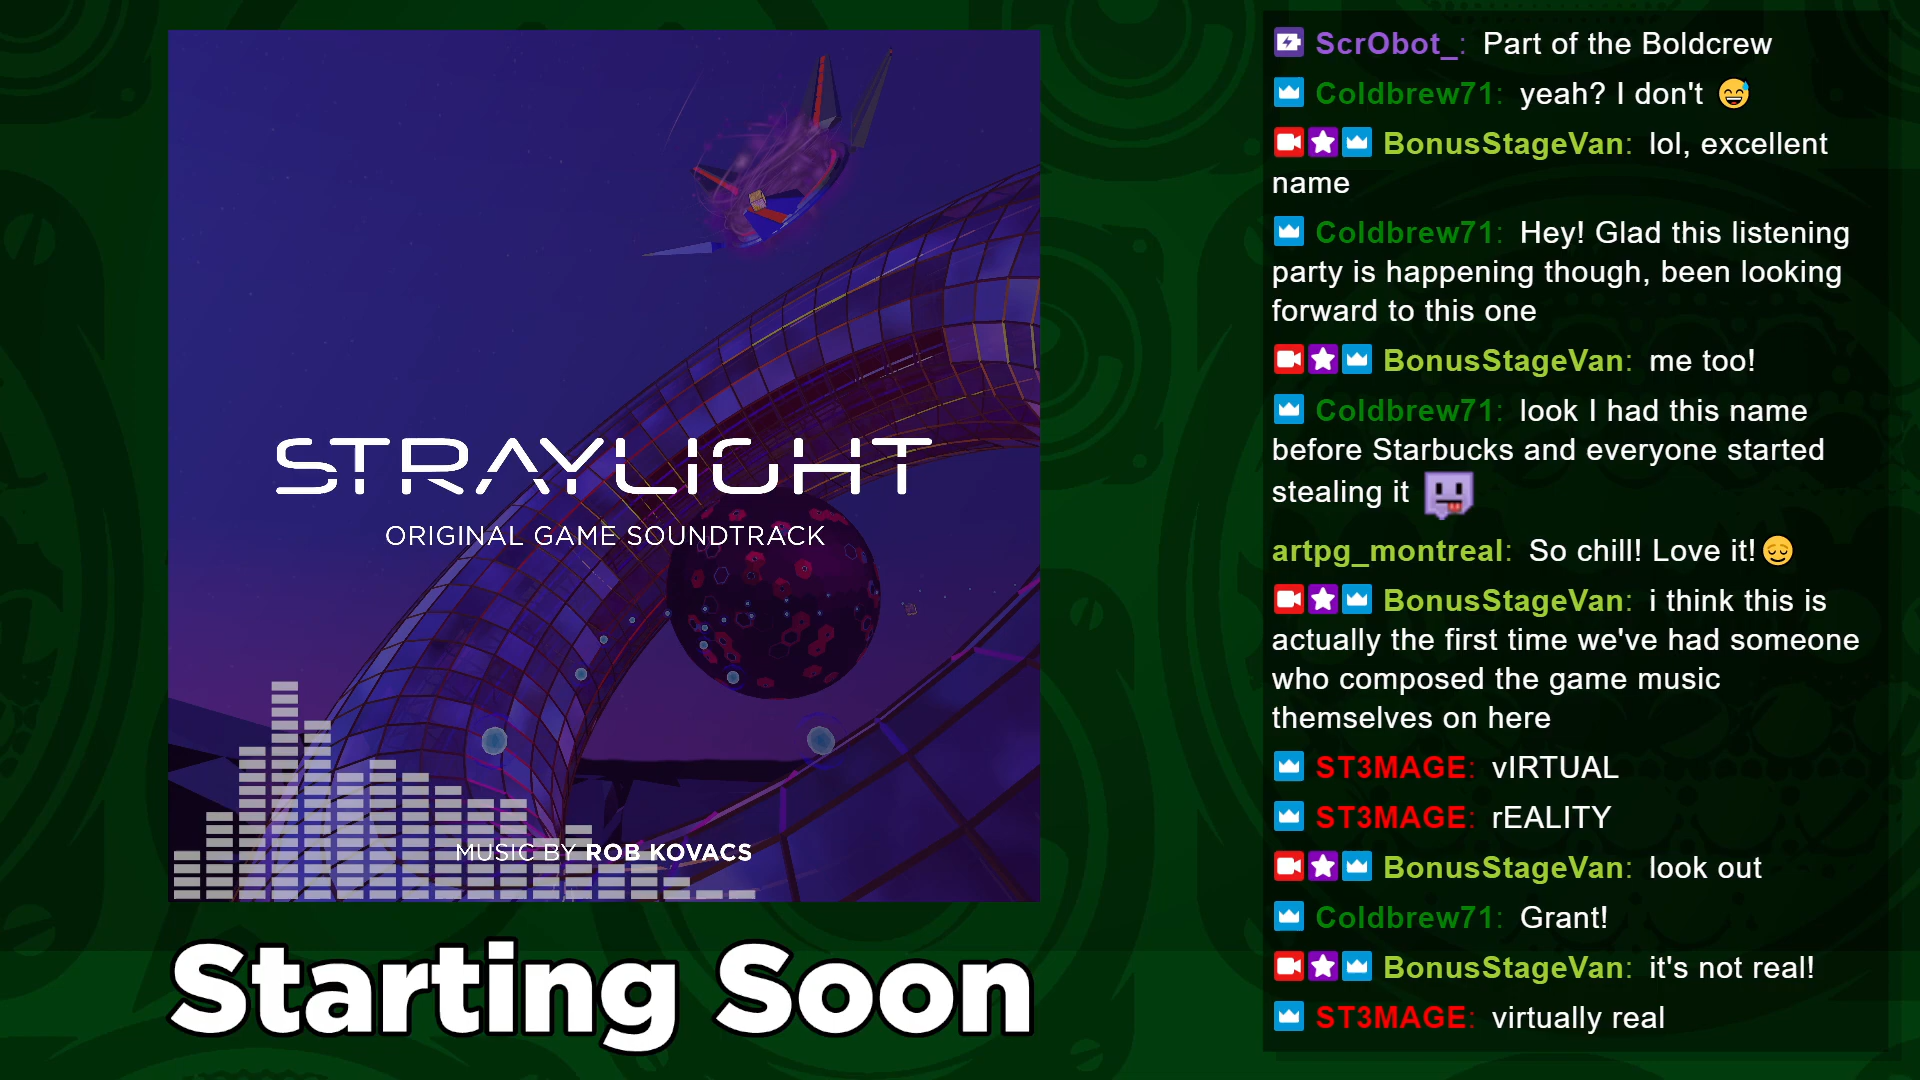 STRAYLIGHT
ORIGINAL GAME SOUNDTRACK
MUSIC BY ROB KOVACS
Starting Soon
ScrObot_: Part of the Boldcrew
Coldbrew71: yeah? I don't 😅
BonusStageVan: lol, excellent
name
Coldbrew71: Hey! Glad this listening
party is happening though, been looking
forward to this one
BonusStageVan: me too!
Coldbrew71: look I had this name
before Starbucks and everyone started
stealing it
artpg_montreal: So chill! Love it!😌
BonusStageVan: i think this is
actually the first time we've had someone
who composed the game music
themselves on here
ST3MAGE: vIRTUAL
ST3MAGE: rEALITY
BonusStageVan: look out
Coldbrew71: Grant!
BonusStageVan: it's not real!
ST3MAGE: virtually real